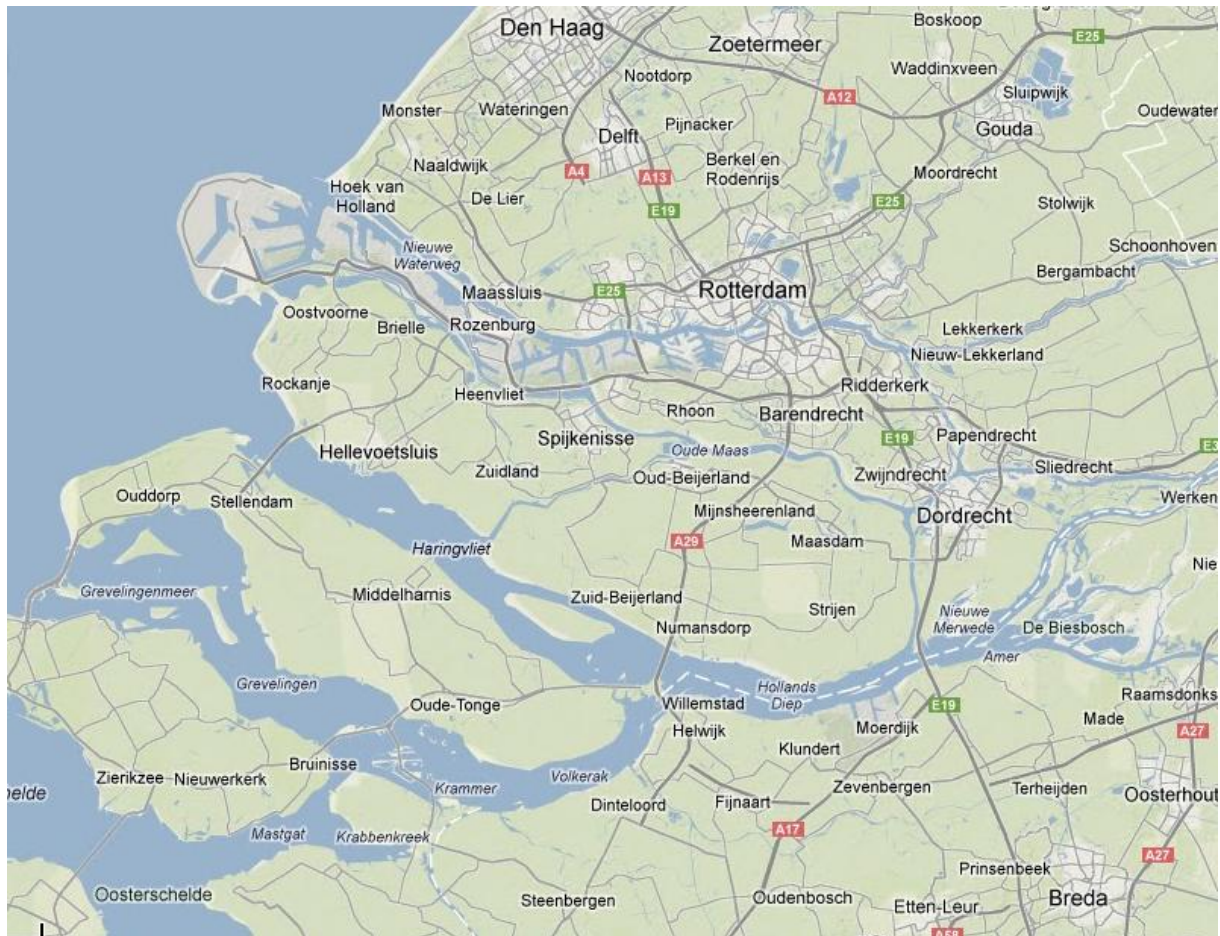 Den Haag
Boskoop
E25
Zoetermeer
Waddinxveen
Nootdorp
Sluipwijk
A12
Monster
Wateringen
Oudewater
Pijnacker
Gouda
Delft
Naaldwijk
Berkel en
Rodenrijs
A4
A13
Moordrecht
Hoek van
Holland
De Lier
E19
E25
Stolwijk
Nieuwe
Waterweg
Schoonhoven
Bergambacht
Maassluis
E25
Rotterdam
Oostvoorne
Brielle
Rozenburg
Lekkerkerk
Nieuw-Lekkerland
Rockanje
Heenvliet
Ridderkerk
Rhoon
Barendrecht
Spijkenisse
E19
Papendrecht
Hellevoetsluis
Oude Maas
Zuidland
Oud-Beijerland
Zwijndrecht
Sliedrecht
Ouddorp
Stellendam
Werken
Mijnsheerenland
Dordrecht
A29
Maasdam
Haringvliet
Nie
Grevelingenmeer
Middelharnis
Zuid-Beijerland
Strijen
Nieuwe
Merwede
De Biesbosch
Numansdorp
Amer
Grevelingen
Hollands
Diep
Raamsdonks
Oude-Tonge
Willemstad
E19
Made
Moerdijk
Helwijk
A27
Klundert
Bruinisse
Zierikzee
Nieuwerkerk
Volkerak
Krammer
Zevenbergen
Terheijden
Oosterhout
elde
Dinteloord
Fijnaart
Mastgat
Krabbenkreek
A17
A27
Prinsenbeek
Oosterschelde
Steenbergen
Oudenbosch
Etten-Leur
Breda
A58